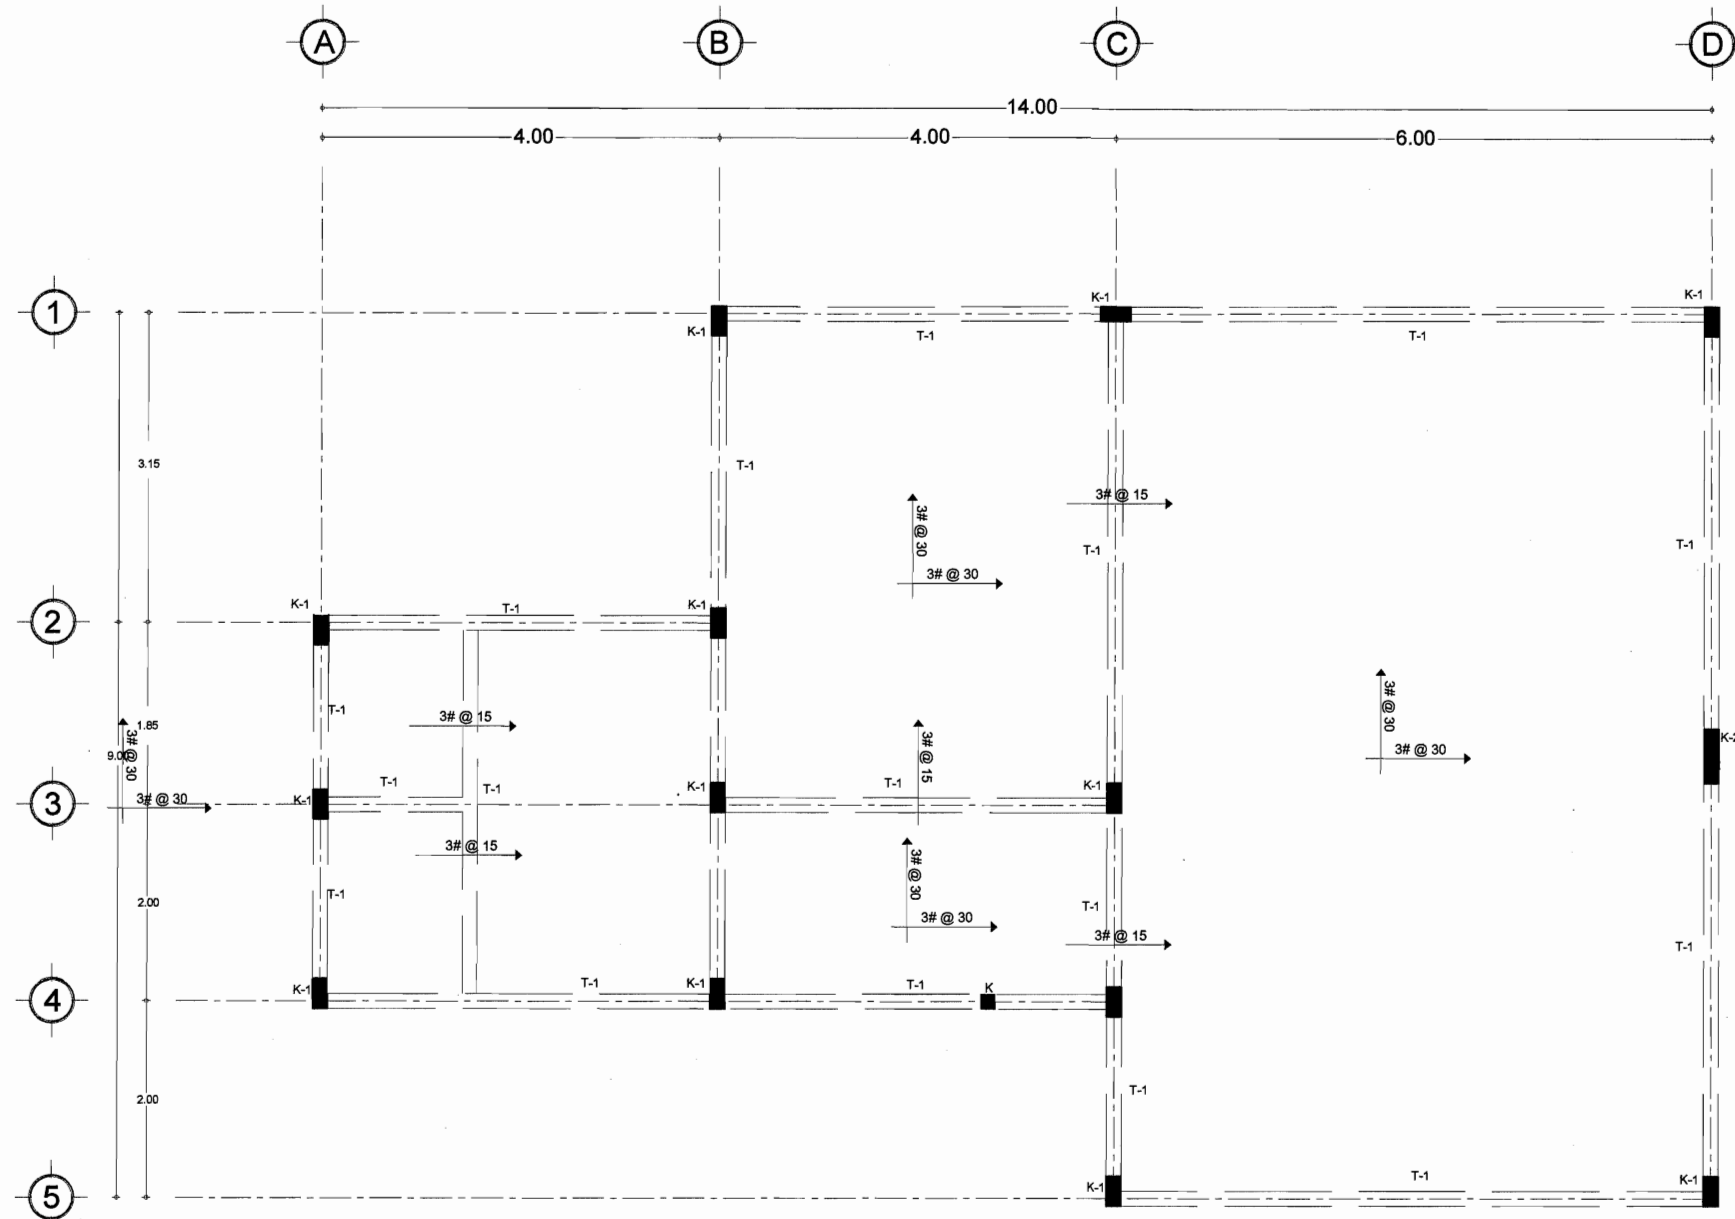 A B C D
14.00
4.00 4.00 6.00
K-1 K-1
1
K-1 T-1 T-1
3.15 T-1
3# @ 15
3# @ 30
T-1 T-1
3# @ 30
K-1 K-1
T-1
2
3# @ 30
T-1 3# @ 15
1.85 K-2
3# @ 30 3# @ 15 3# @ 30
9.00
T-1 T-1 T-1 K-1 K-1
3# @ 30 K-1
3
3# @ 15
3# @ 30
T-1 2.00 T-1
3# @ 30
3# @ 15 T-1
K-1 T-1 K-1 T-1 K
4
T-1
2.00
T-1
K-1 K-1
5